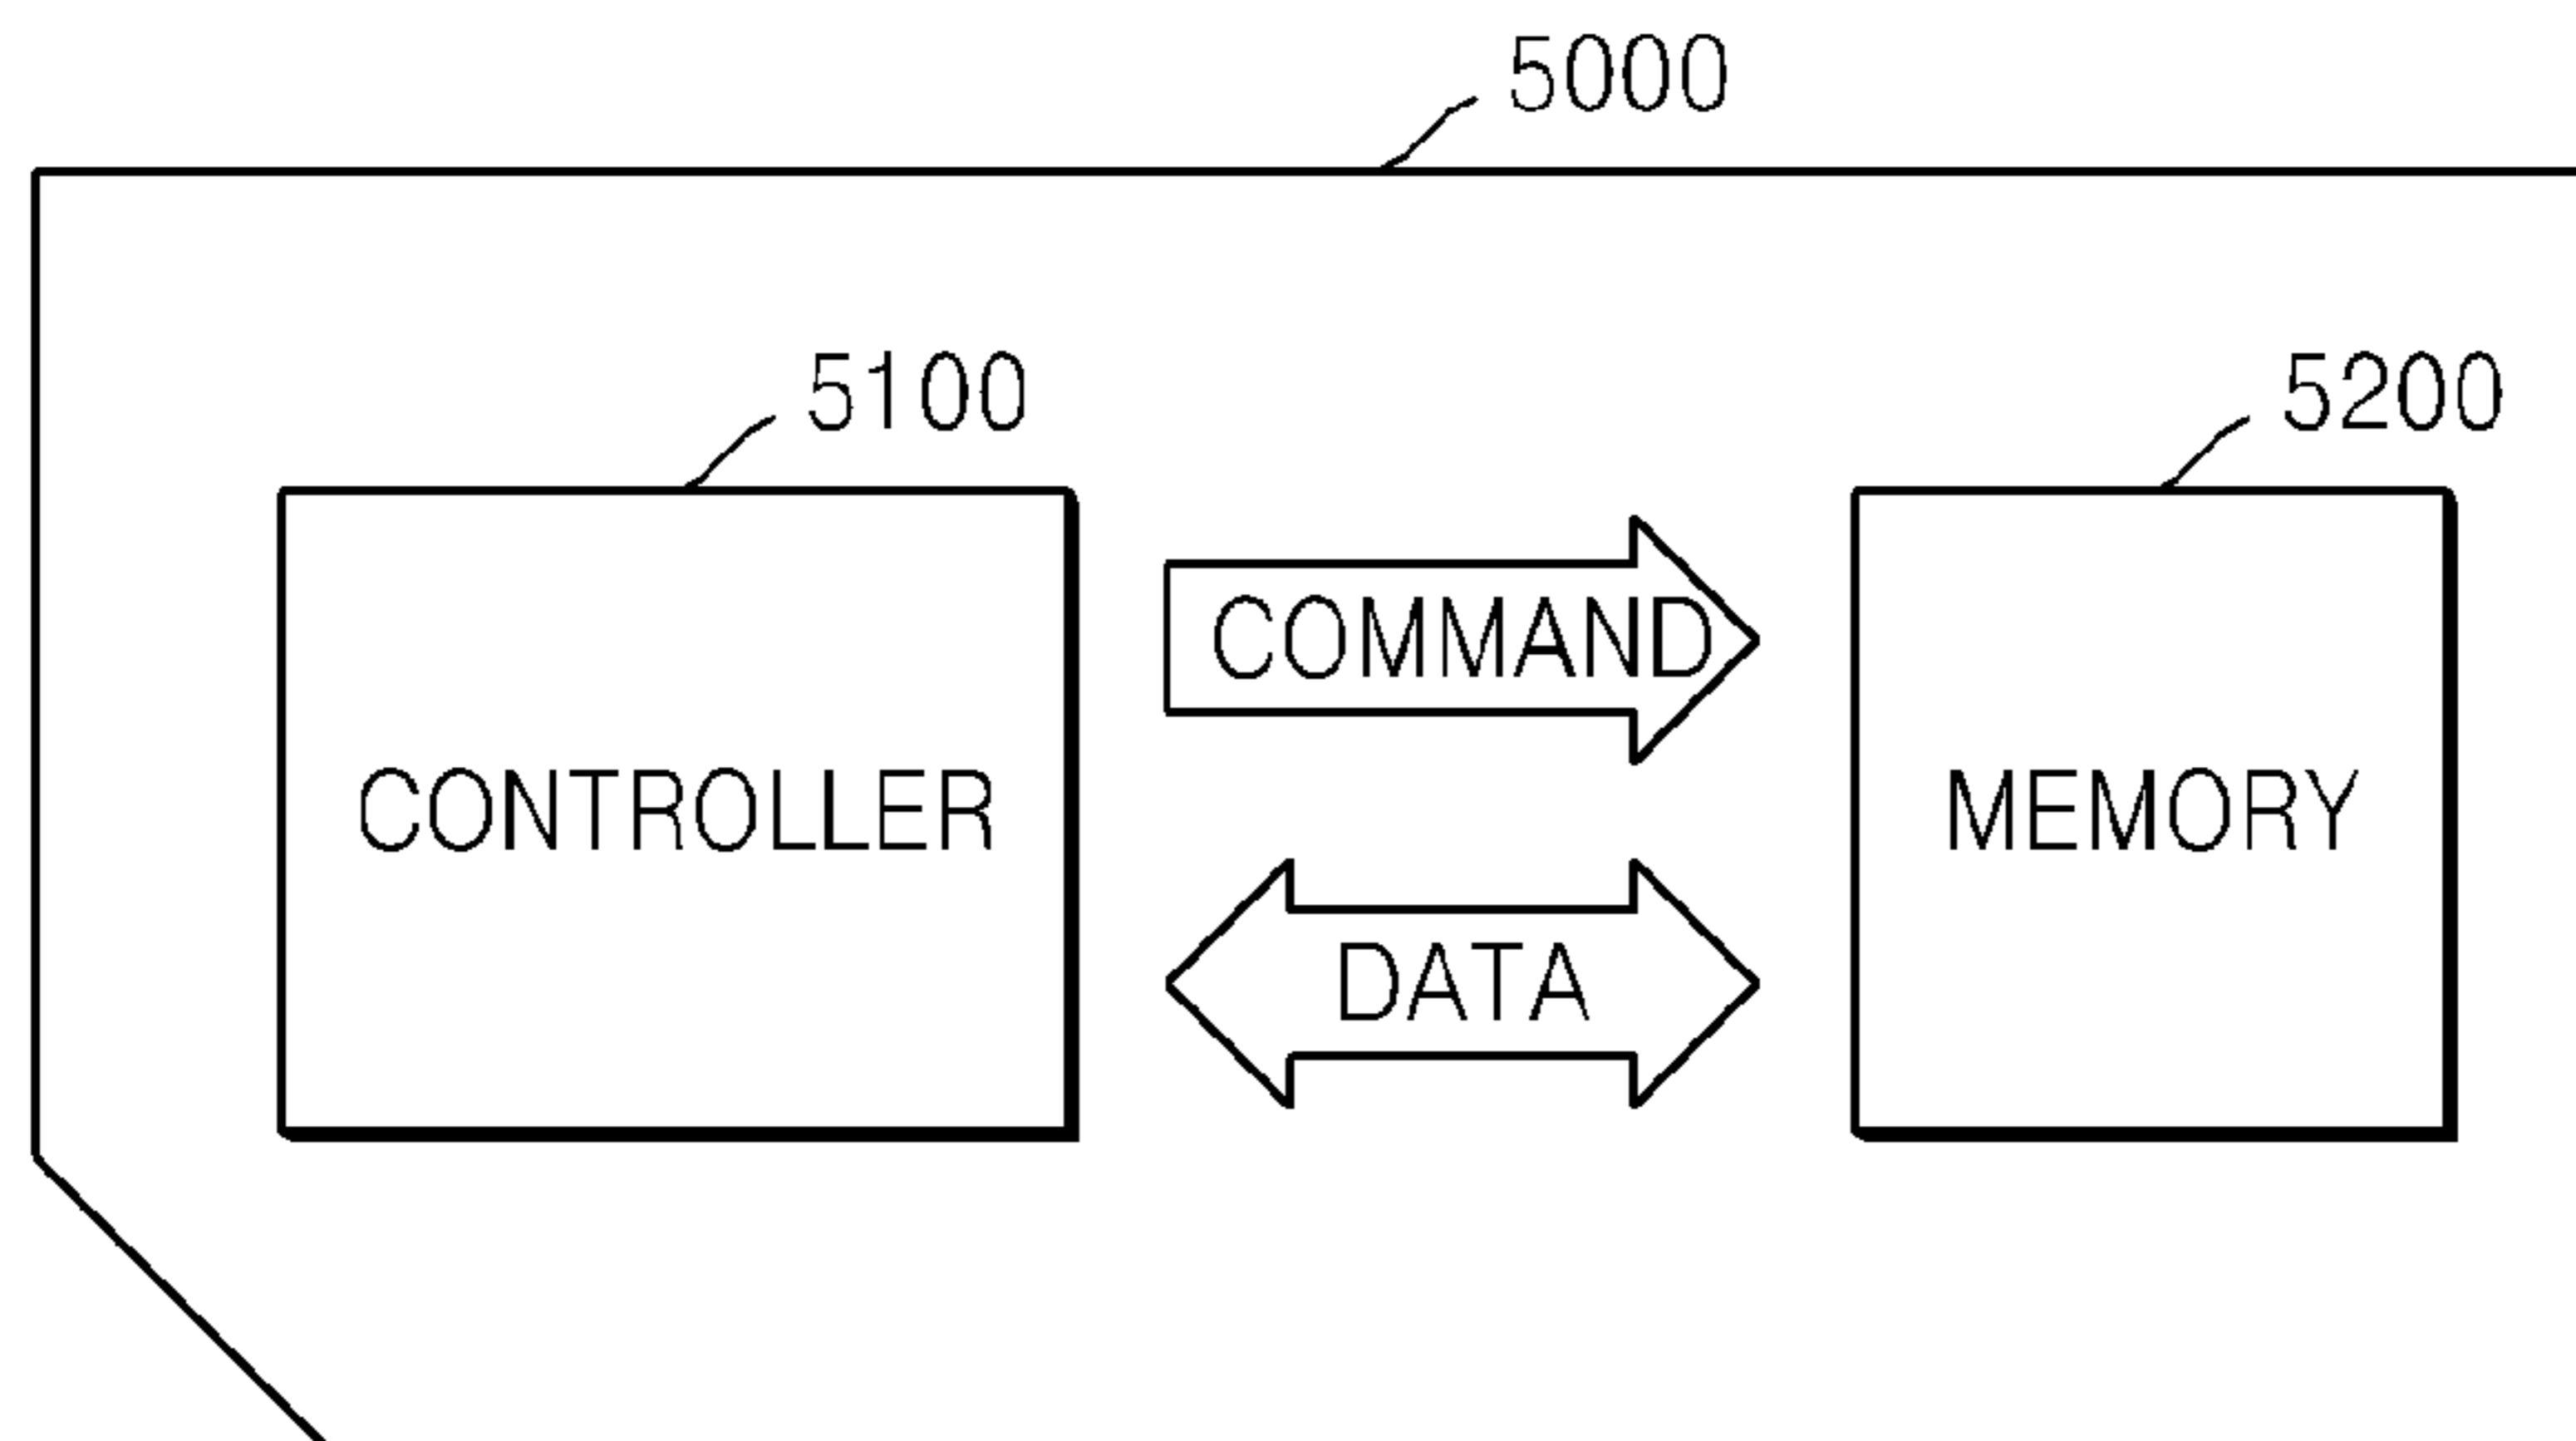 5000
5100
5200
COMMAND
CONTROLLER
MEMORY
DATA